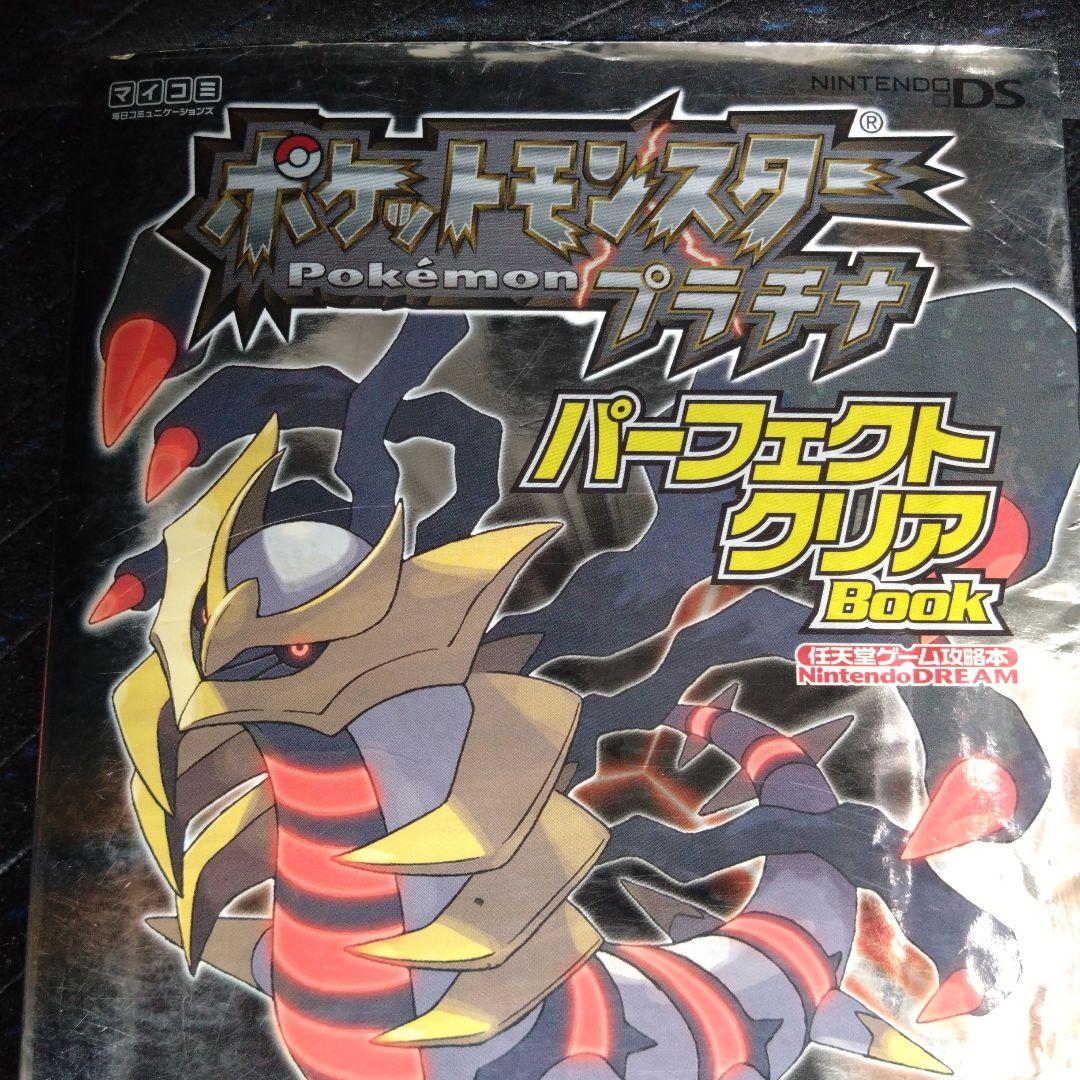 マイコミ
毎日コミュニケーションズ
NINTENDO DS
ポケットモンスター®
Pokémon プラチナ
パーフェクト
クリア
Book
任天堂ゲーム攻略本
Nintendo DREAM